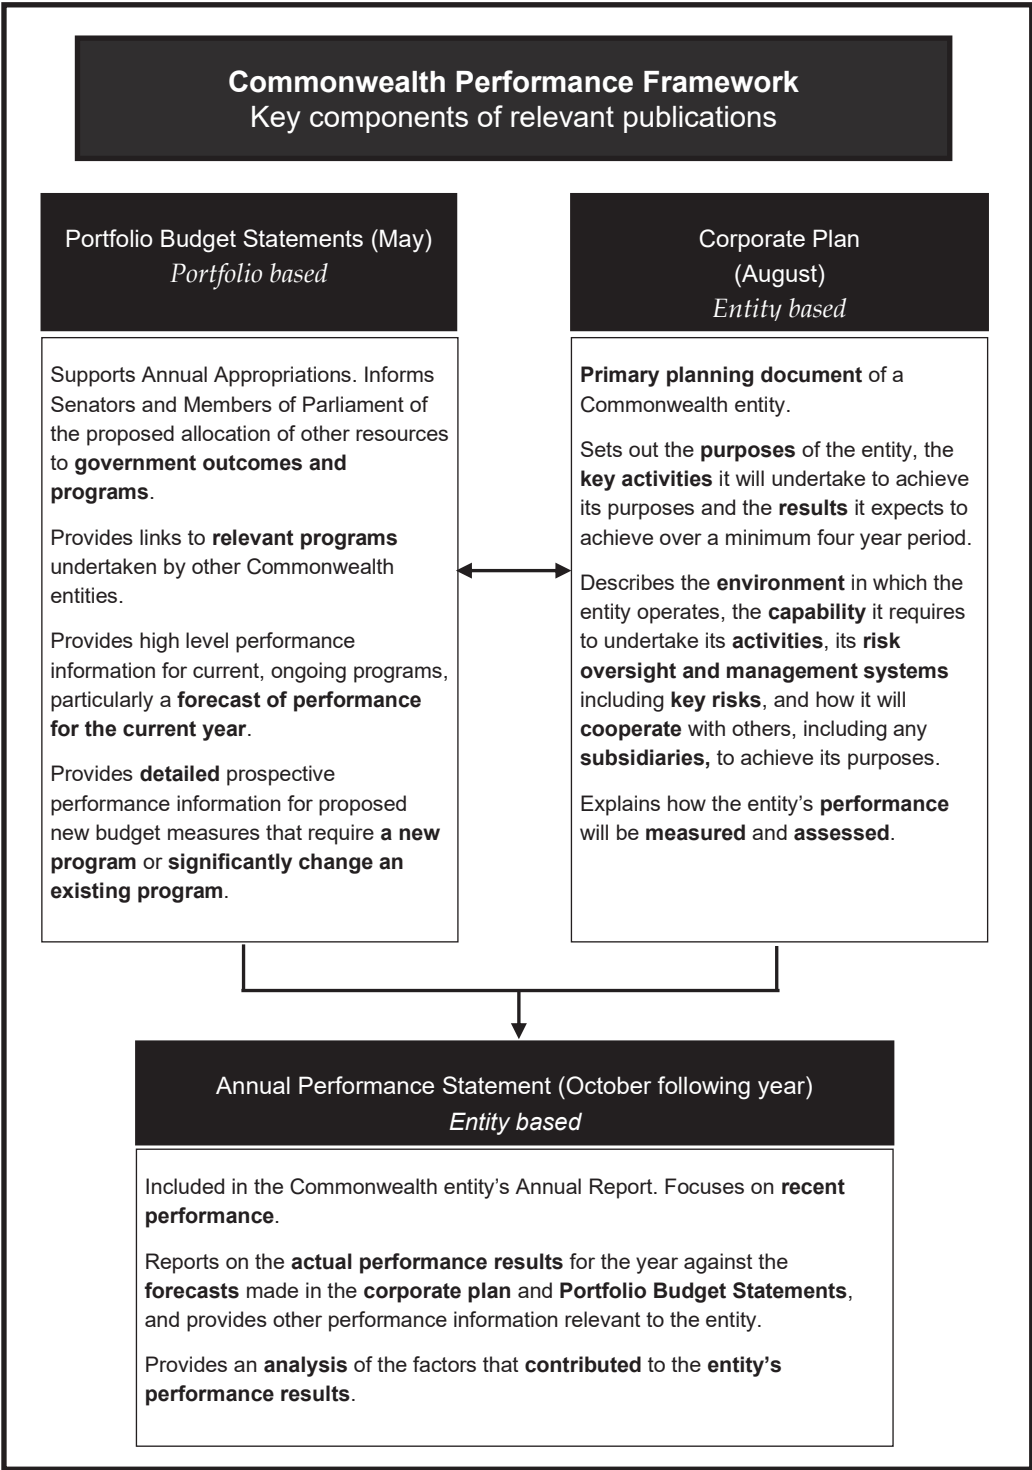 Commonwealth Performance Framework
Key components of relevant publications
Portfolio Budget Statements (May)
Portfolio based
Supports Annual Appropriations. Informs
Senators and Members of Parliament of
the proposed allocation of other resources
to government outcomes and
programs.
Provides links to relevant programs
undertaken by other Commonwealth
entities.
Provides high level performance
information for current, ongoing programs,
particularly a forecast of performance
for the current year.
Provides detailed prospective
performance information for proposed
new budget measures that require a new
program or significantly change an
existing program.
Corporate Plan
(August)
Entity based
Primary planning document of a
Commonwealth entity.
Sets out the purposes of the entity, the
key activities it will undertake to achieve
its purposes and the results it expects to
achieve over a minimum four year period.
Describes the environment in which the
entity operates, the capability it requires
to undertake its activities, its risk
oversight and management systems
including key risks, and how it will
cooperate with others, including any
subsidiaries, to achieve its purposes.
Explains how the entity’s performance
will be measured and assessed.
Annual Performance Statement (October following year)
Entity based
Included in the Commonwealth entity’s Annual Report. Focuses on recent
performance.
Reports on the actual performance results for the year against the
forecasts made in the corporate plan and Portfolio Budget Statements,
and provides other performance information relevant to the entity.
Provides an analysis of the factors that contributed to the entity’s
performance results.